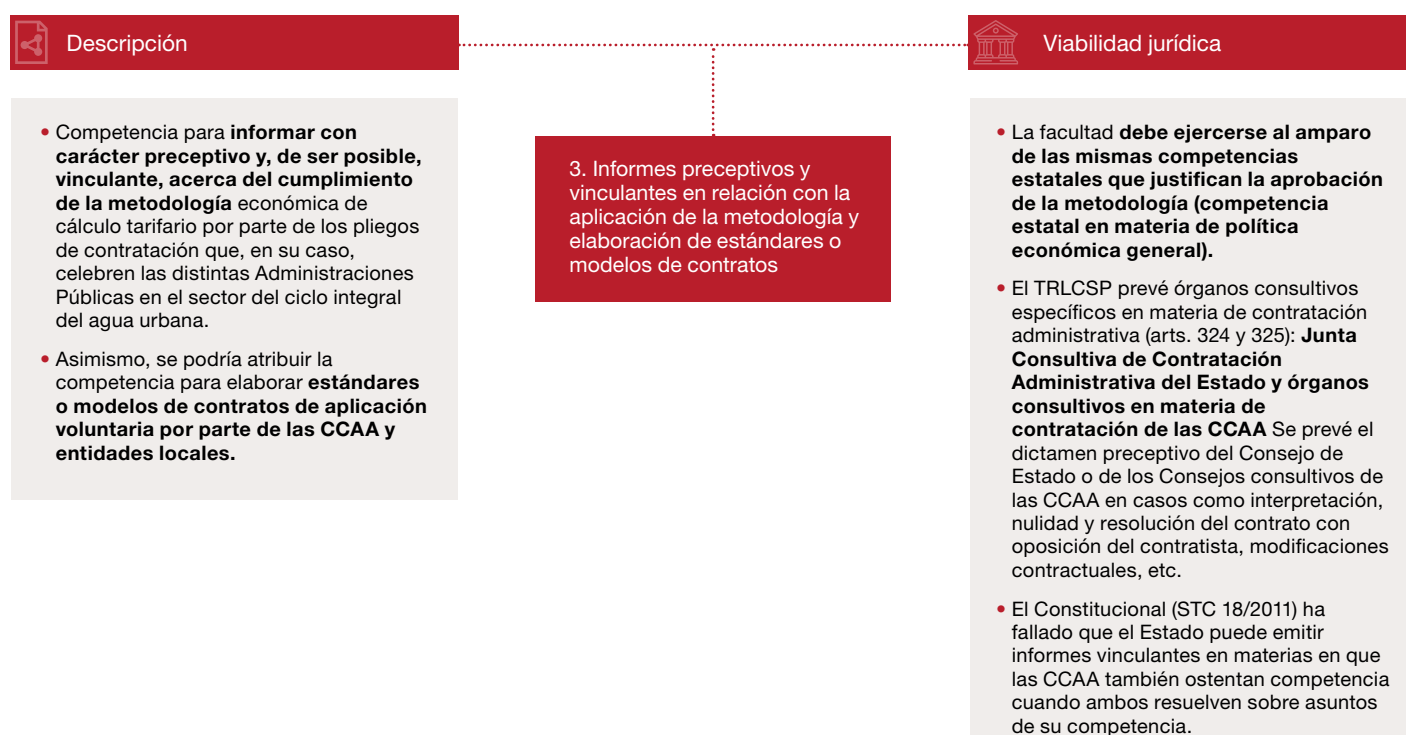 Descripción
• Competencia para informar con
carácter preceptivo y, de ser posible,
vinculante, acerca del cumplimiento
de la metodología económica de
cálculo tarifario por parte de los pliegos
de contratación que, en su caso,
celebren las distintas Administraciones
Públicas en el sector del ciclo integral
del agua urbana.
• Asimismo, se podría atribuir la
competencia para elaborar estándares
o modelos de contratos de aplicación
voluntaria por parte de las CCAA y
entidades locales.
3. Informes preceptivos y
vinculantes en relación con la
aplicación de la metodología y
elaboración de estándares o
modelos de contratos
Viabilidad jurídica
• La facultad debe ejercerse al amparo
de las mismas competencias
estatales que justifican la aprobación
de la metodología (competencia
estatal en materia de política
económica general).
• El TRLCSP prevé órganos consultivos
específicos en materia de contratación
administrativa (arts. 324 y 325): Junta
Consultiva de Contratación
Administrativa del Estado y órganos
consultivos en materia de
contratación de las CCAA Se prevé el
dictamen preceptivo del Consejo de
Estado o de los Consejos consultivos de
las CCAA en casos como interpretación,
nulidad y resolución del contrato con
oposición del contratista, modificaciones
contractuales, etc.
• El Constitucional (STC 18/2011) ha
fallado que el Estado puede emitir
informes vinculantes en materias en que
las CCAA también ostentan competencia
cuando ambos resuelven sobre asuntos
de su competencia.